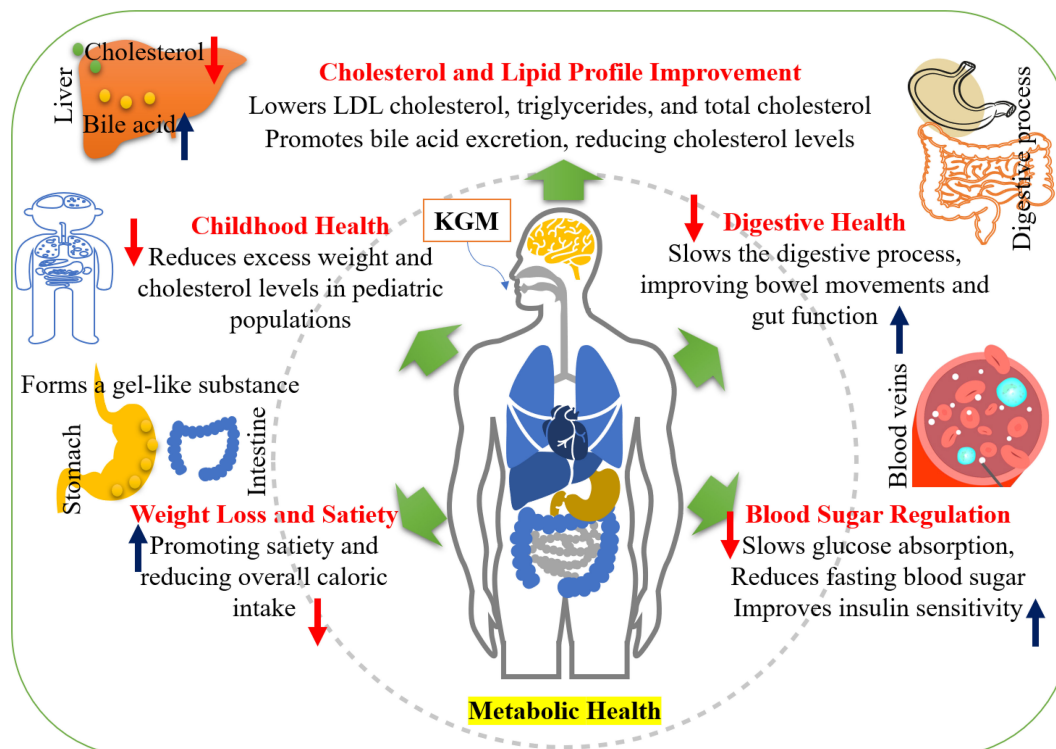 Cholesterol
Liver
Bile acid
Cholesterol and Lipid Profile Improvement
Lowers LDL cholesterol, triglycerides, and total cholesterol
Promotes bile acid excretion, reducing cholesterol levels
Digestive process
Childhood Health
Reduces excess weight and
cholesterol levels in pediatric
populations
KGM
Digestive Health
Slows the digestive process,
improving bowel movements and
gut function
Forms a gel-like substance
Stomach
Intestine
Blood veins
Weight Loss and Satiety
Promoting satiety and
reducing overall caloric
intake
Blood Sugar Regulation
Slows glucose absorption,
Reduces fasting blood sugar
Improves insulin sensitivity
Metabolic Health